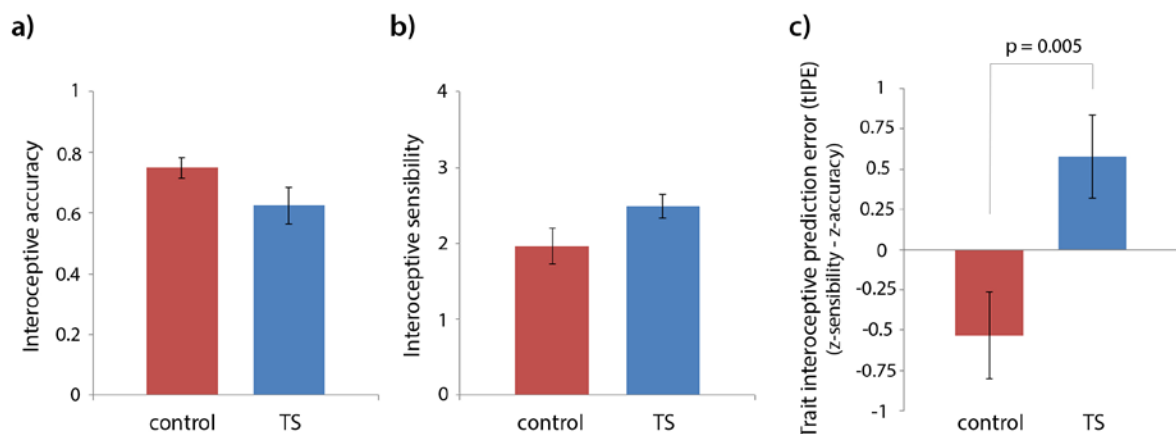 a)
Interoceptive accuracy
1
0.8
0.6
0.4
0.2
0
control TS
b)
Interoceptive sensibility
4
3
2
1
0
control TS
c)
p = 0.005
Trait interoceptive prediction error (tIPE)
(z-sensibility - z-accuracy)
1
0.75
0.5
0.25
0
-0.25
-0.5
-0.75
-1
control TS